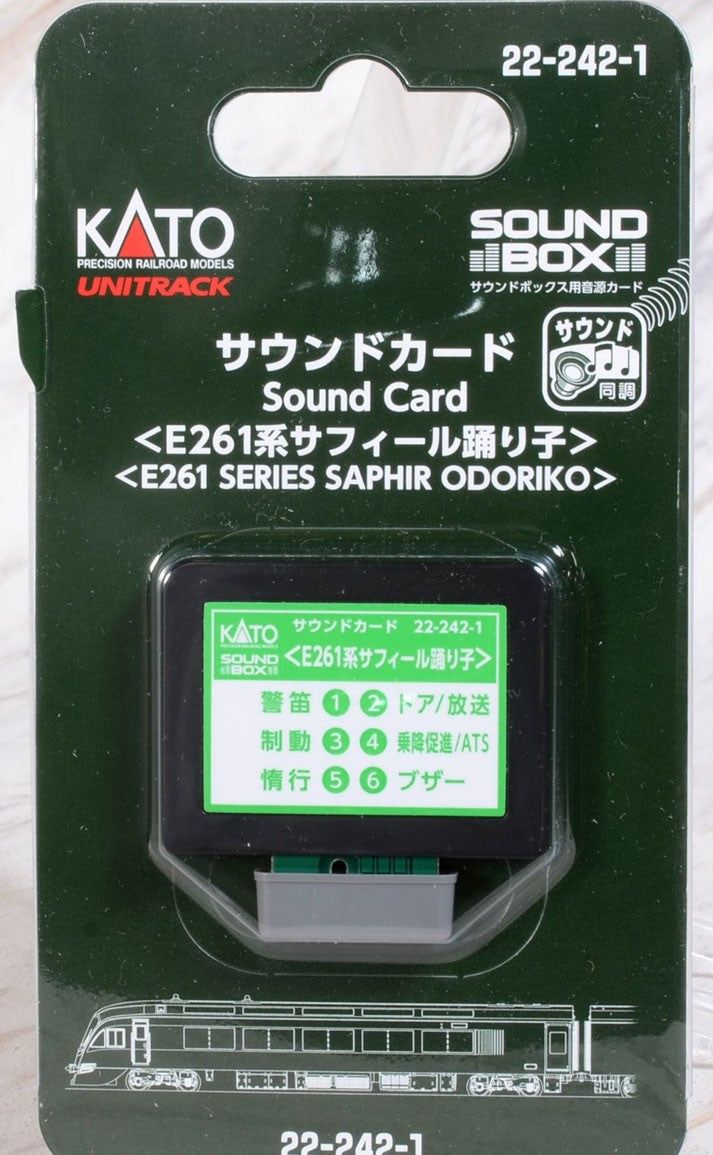 22-242-1
KATO
PRECISION RAILROAD MODELS
UNITRACK
SOUND
BOX
サウンドボックス用音源カード
サウンド
同調
サウンドカード
Sound Card
<E261系サフィール踊り子>
<E261 SERIES SAPHIR ODORIKO>
KATO
PRECISION RAILROAD MODELS
サウンドカード 22-242-1
SOUND
BOX
<E261系サフィール踊り子>
警笛 1 2 ドア/放送
制動 3 4 乗降促進/ATS
惰行 5 6 ブザー
22-242-1